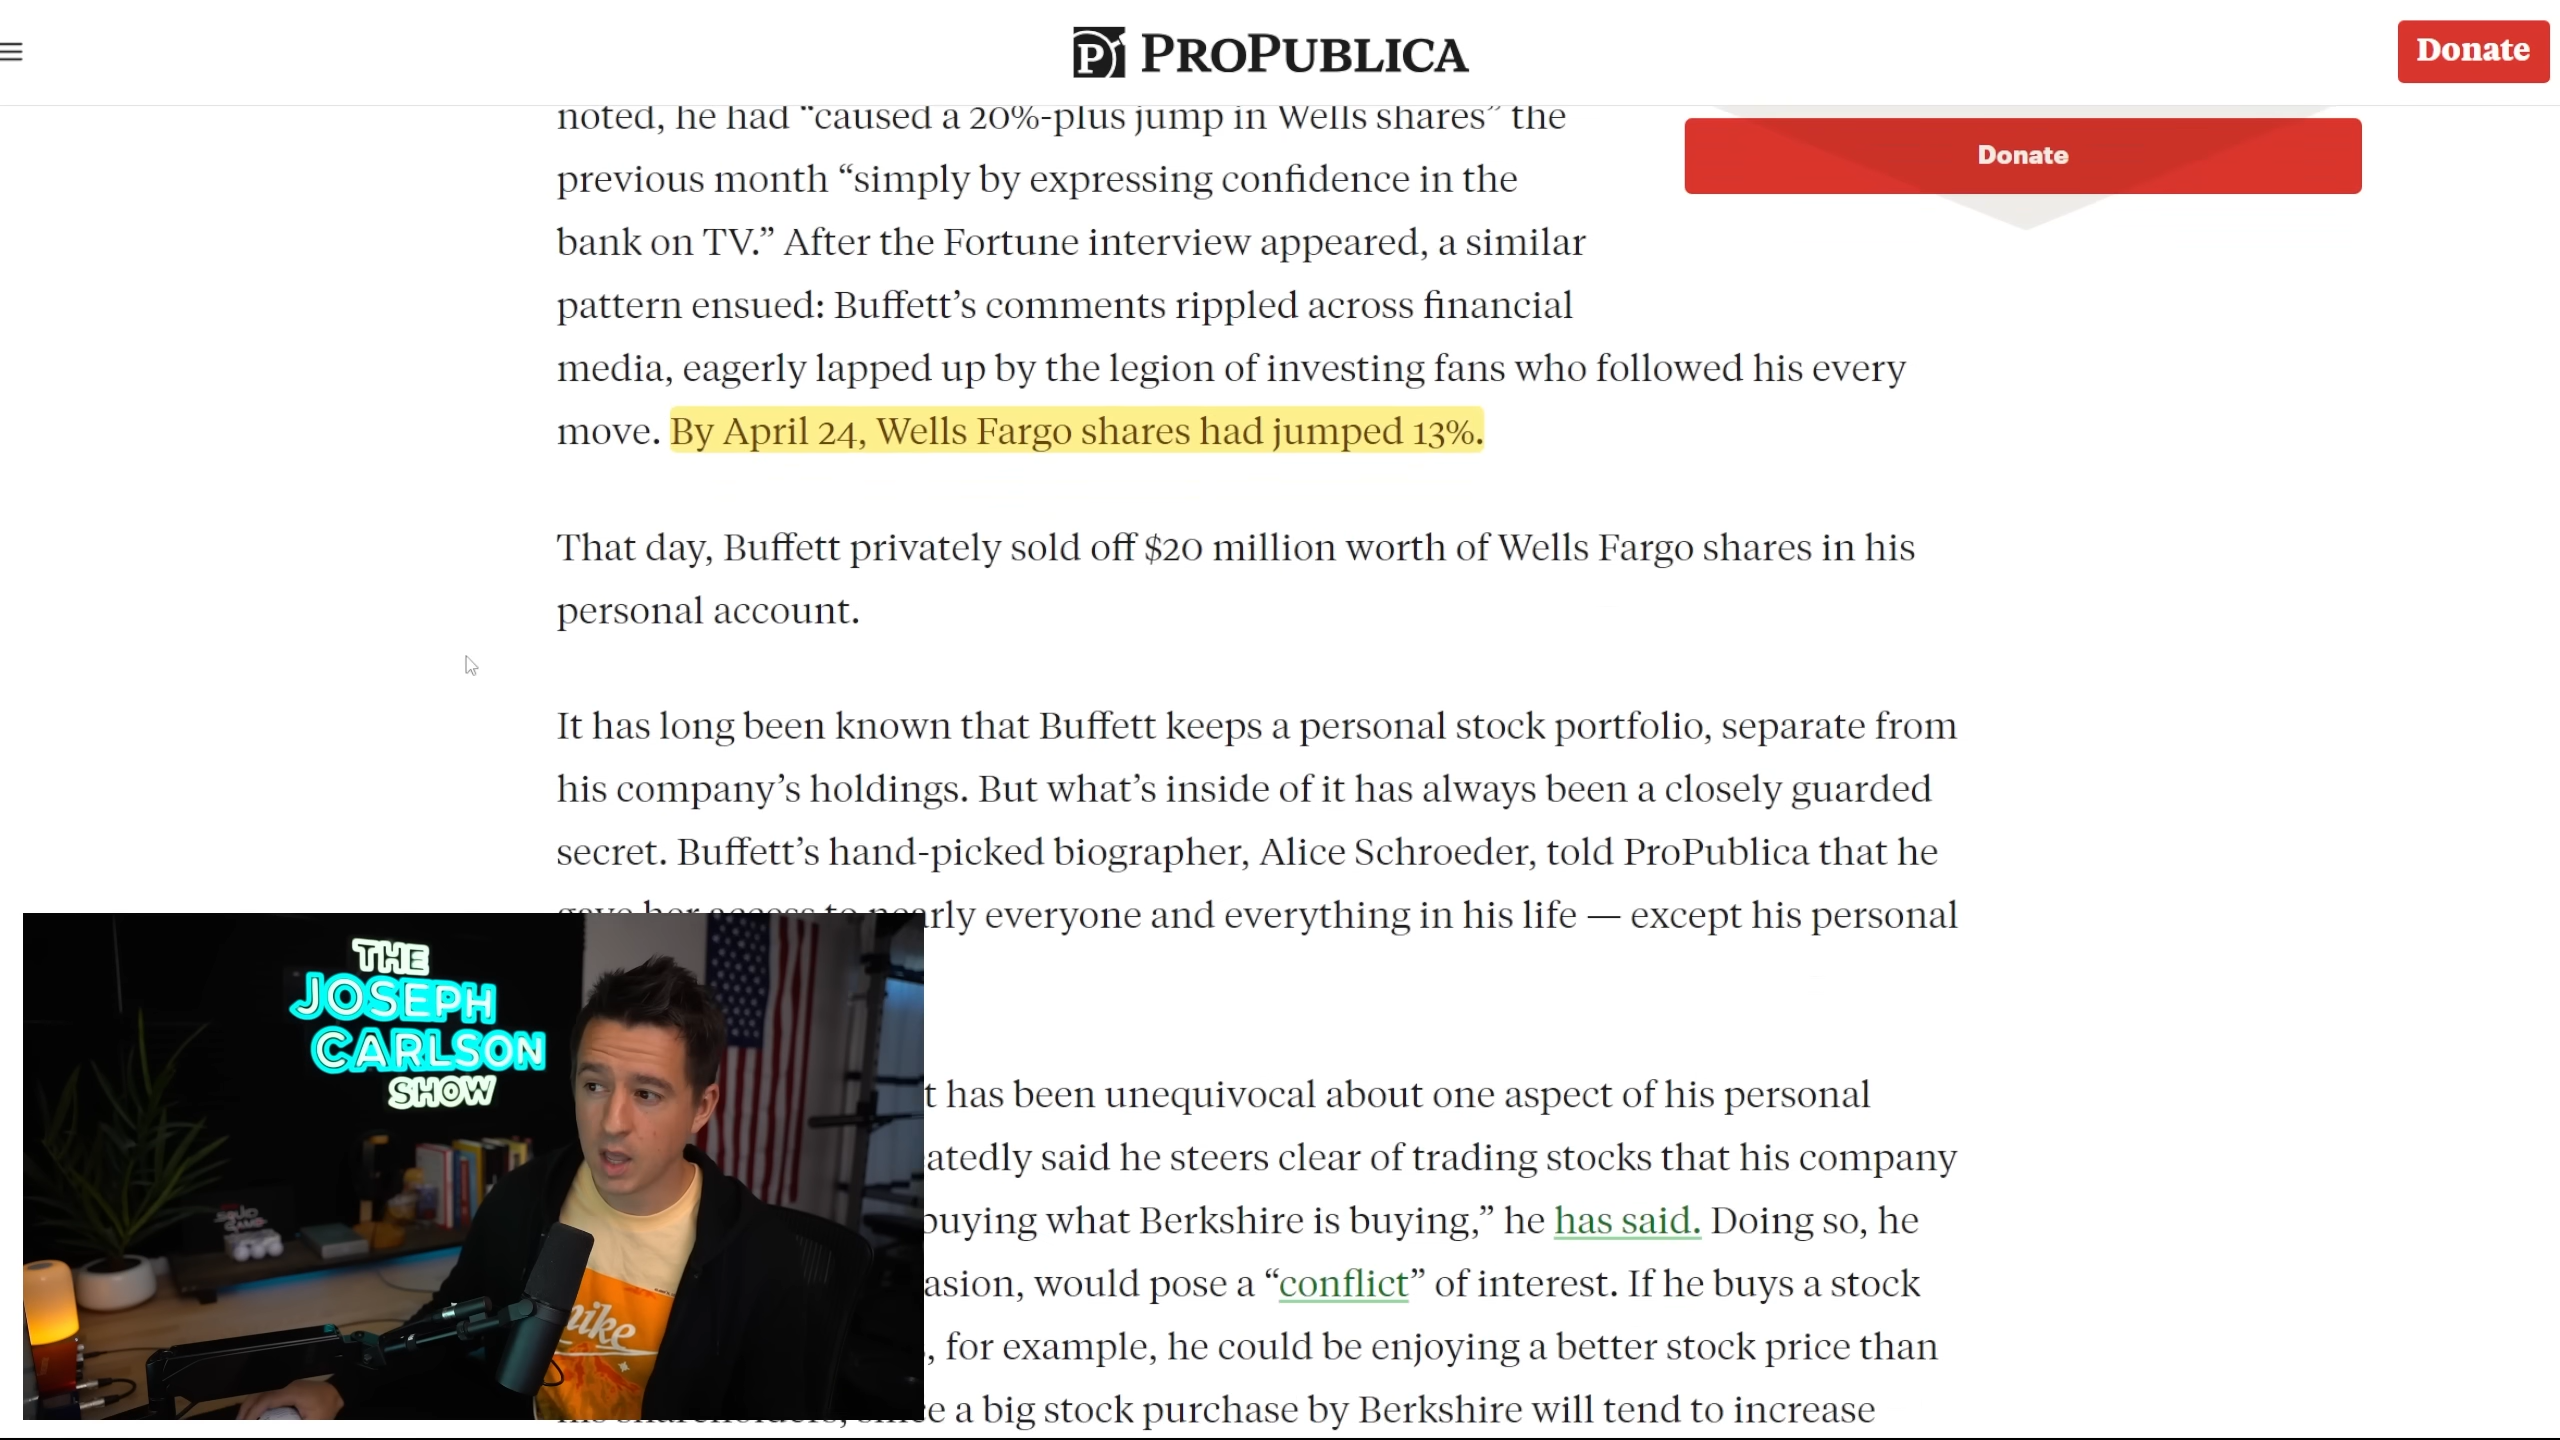 PROPUBLICA
Donate
noted, he had “caused a 20%-plus jump in Wells shares” the
Donate
previous month “simply by expressing confidence in the
bank on TV.” After the Fortune interview appeared, a similar
pattern ensued: Buffett’s comments rippled across financial
media, eagerly lapped up by the legion of investing fans who followed his every
move. By April 24, Wells Fargo shares had jumped 13%.
That day, Buffett privately sold off $20 million worth of Wells Fargo shares in his
personal account.
It has long been known that Buffett keeps a personal stock portfolio, separate from
his company’s holdings. But what’s inside of it has always been a closely guarded
secret. Buffett’s hand-picked biographer, Alice Schroeder, told ProPublica that he
gave her access to nearly everyone and everything in his life — except his personal
THE
JOSEPH
CARLSON
SHOW
t has been unequivocal about one aspect of his personal
atedly said he steers clear of trading stocks that his company
buying what Berkshire is buying,” he has said. Doing so, he
asion, would pose a “conflict” of interest. If he buys a stock
, for example, he could be enjoying a better stock price than
e a big stock purchase by Berkshire will tend to increase
nike